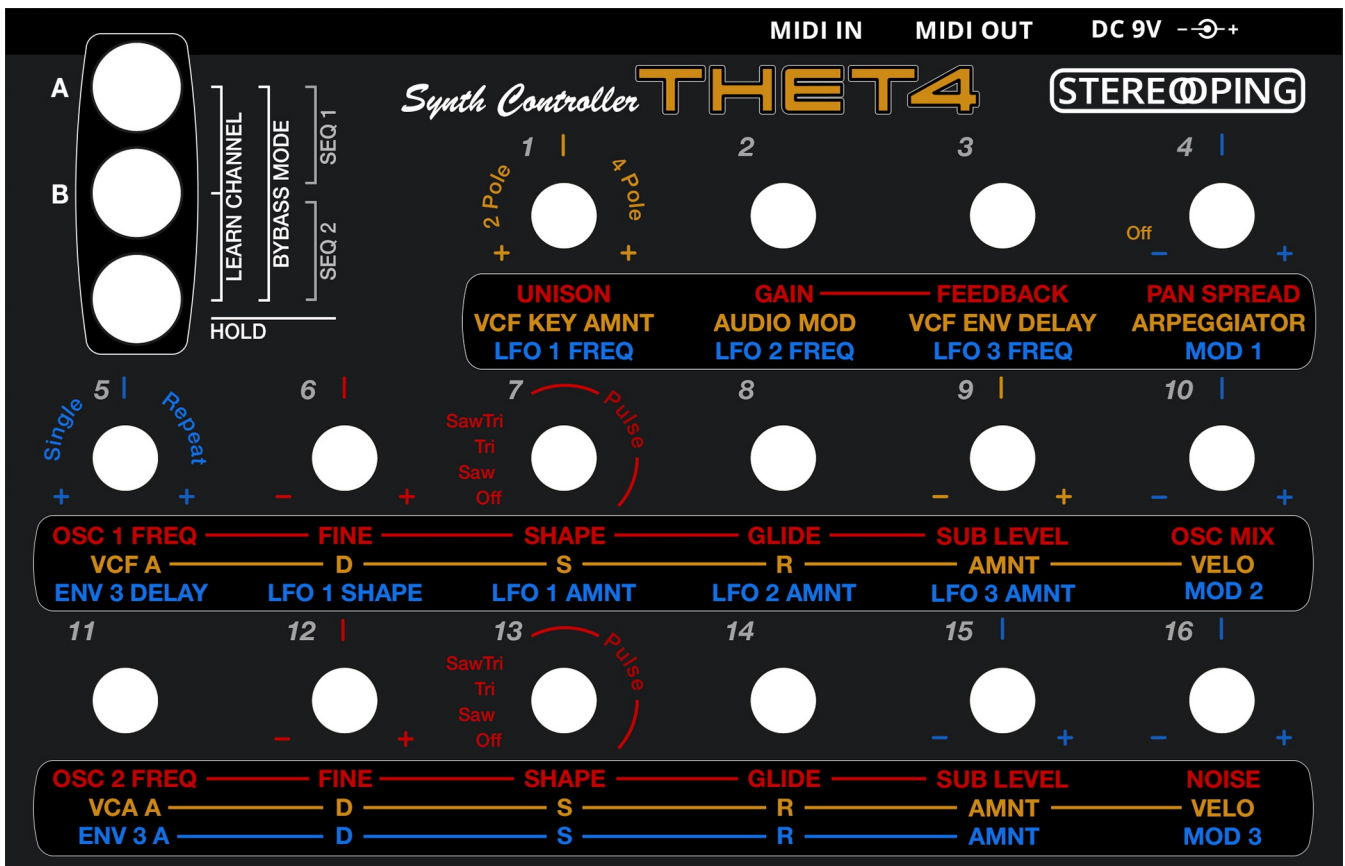 MIDI IN MIDI OUT DC 9V
Synth Controller THET4 STEREOOPING
A
B
LEARN CHANNEL
BYBASS MODE
SEQ 1
SEQ 2
HOLD
1 2 3 4
2 Pole 4 Pole
Off
+ + − +
UNISON GAIN FEEDBACK PAN SPREAD
VCF KEY AMNT AUDIO MOD VCF ENV DELAY ARPEGGIATOR
LFO 1 FREQ LFO 2 FREQ LFO 3 FREQ MOD 1
5 6 7 8 9 10
Single Repeat
SawTri Pulse
Tri
Saw
Off
+ + − + − + − +
OSC 1 FREQ FINE SHAPE GLIDE SUB LEVEL OSC MIX
VCF A D S R AMNT VELO
ENV 3 DELAY LFO 1 SHAPE LFO 1 AMNT LFO 2 AMNT LFO 3 AMNT MOD 2
11 12 13 14 15 16
SawTri Pulse
Tri
Saw
Off
− + − + − +
OSC 2 FREQ FINE SHAPE GLIDE SUB LEVEL NOISE
VCA A D S R AMNT VELO
ENV 3 A D S R AMNT MOD 3